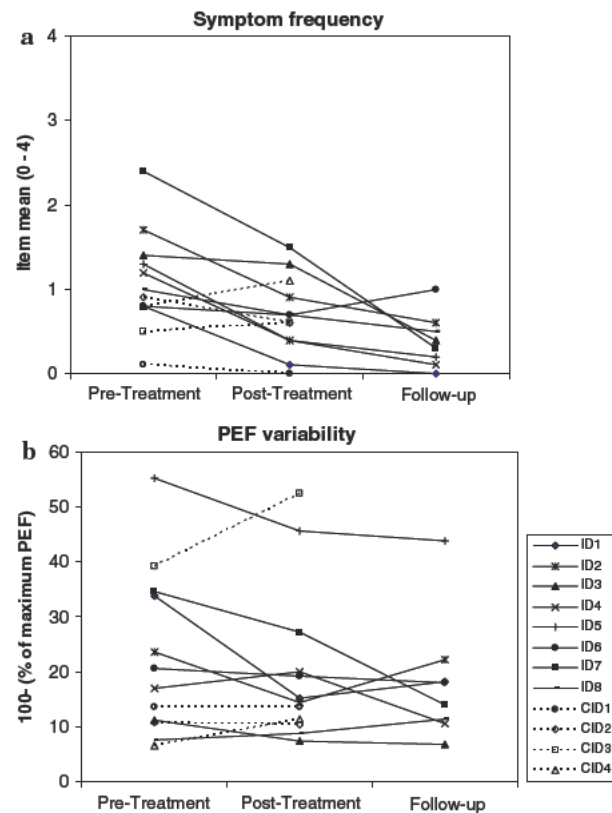 a Symptom frequency
4
3
2
1
0
Item mean (0 - 4)
Pre-Treatment Post-Treatment Follow-up
b PEF variability
60
50
40
30
20
10
0
100- (% of maximum PEF)
Pre-Treatment Post-Treatment Follow-up
ID1
ID2
ID3
ID4
ID5
ID6
ID7
ID8
CID1
CID2
CID3
CID4